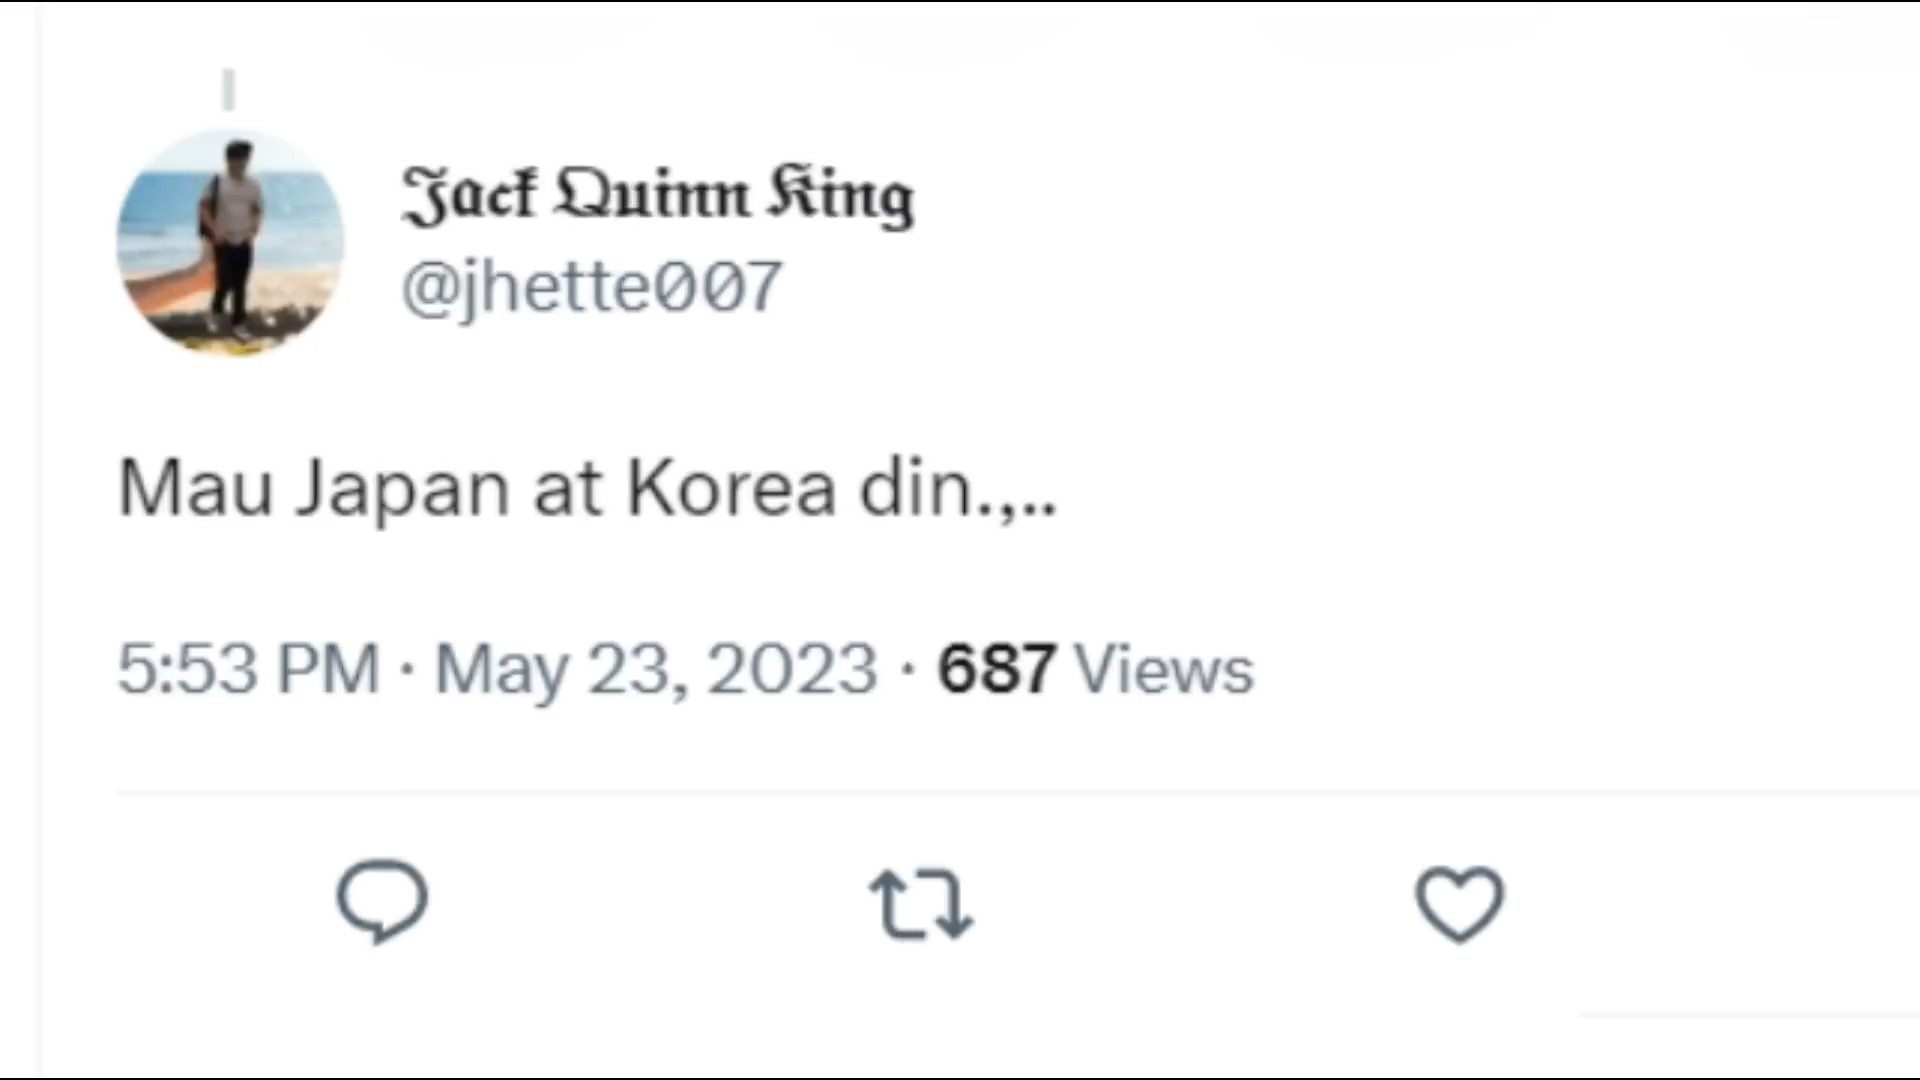 Jack Quinn King
@jhette007
Mau Japan at Korea din.,..
5:53 PM · May 23, 2023 · 687 Views